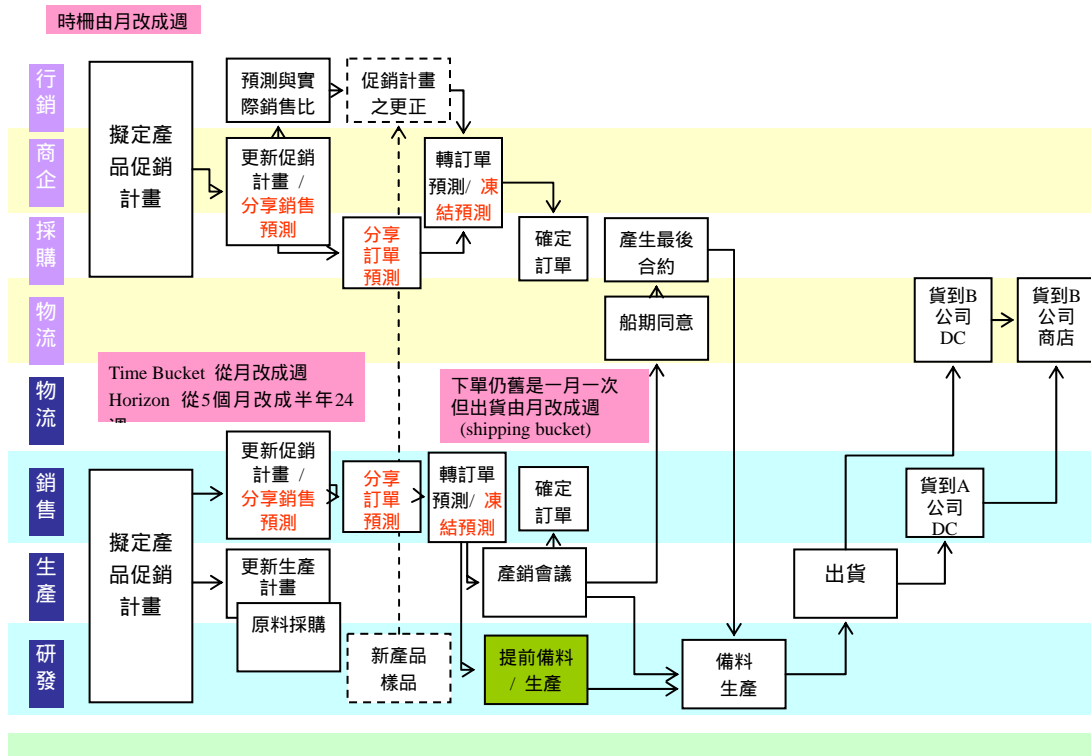 時柵由月改成週
行
銷
商
企
採
購
物
流
物
流
銷
售
生
產
研
發
擬定產
品促銷
計畫
預測與實
際銷售比
促銷計畫
之更正
更新促銷
計畫 /
分享銷售
預測
分享
訂單
預測
轉訂單
預測/ 凍
結預測
確定
訂單
產生最後
合約
船期同意
貨到B
公司
DC
貨到B
公司
商店
Time Bucket 從月改成週
Horizon 從5個月改成半年24
週
下單仍舊是一月一次
但出貨由月改成週
(shipping bucket)
擬定產
品促銷
計畫
更新促銷
計畫 /
分享銷售
預測
分享
訂單
預測
轉訂單
預測/ 凍
結預測
確定
訂單
貨到A
公司
DC
更新生產
計畫
原料採購
產銷會議
出貨
新產品
樣品
提前備料
/ 生產
備料
生產